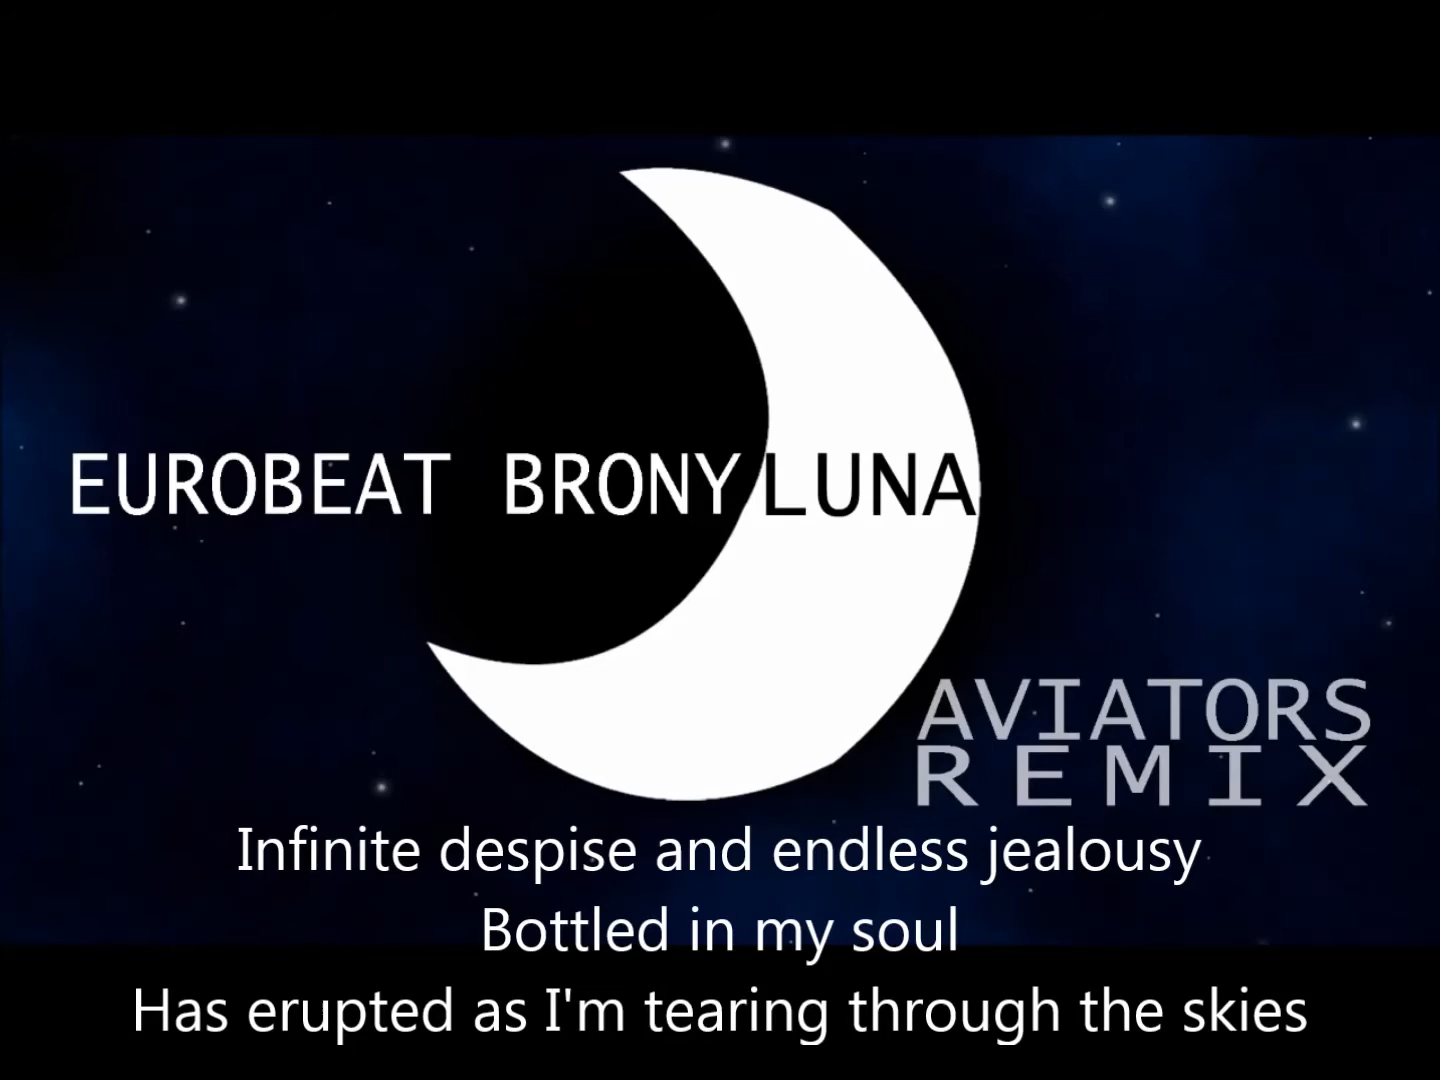 EUROBEAT BRONY LUNA
AVIATORS
REMIX
Infinite despise and endless jealousy
Bottled in my soul
Has erupted as I'm tearing through the skies